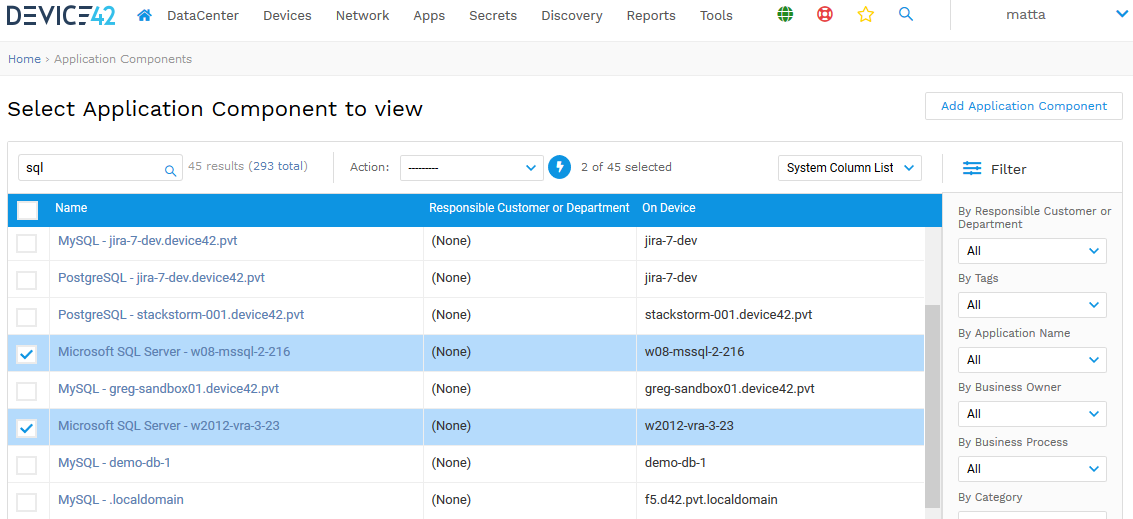 DEVICE42 DataCenter Devices Network Apps Secrets Discovery Reports Tools matta
Home › Application Components
Select Application Component to view
Add Application Component
sql 45 results (293 total) Action: --------- 2 of 45 selected System Column List Filter
Name Responsible Customer or Department On Device
MySQL - jira-7-dev.device42.pvt (None) jira-7-dev
PostgreSQL - jira-7-dev.device42.pvt (None) jira-7-dev
PostgreSQL - stackstorm-001.device42.pvt (None) stackstorm-001.device42.pvt
Microsoft SQL Server - w08-mssql-2-216 (None) w08-mssql-2-216
MySQL - greg-sandbox01.device42.pvt (None) greg-sandbox01.device42.pvt
Microsoft SQL Server - w2012-vra-3-23 (None) w2012-vra-3-23
MySQL - demo-db-1 (None) demo-db-1
MySQL - .localdomain (None) f5.d42.pvt.localdomain
By Responsible Customer or
Department
All
By Tags
All
By Application Name
All
By Business Owner
All
By Business Process
All
By Category